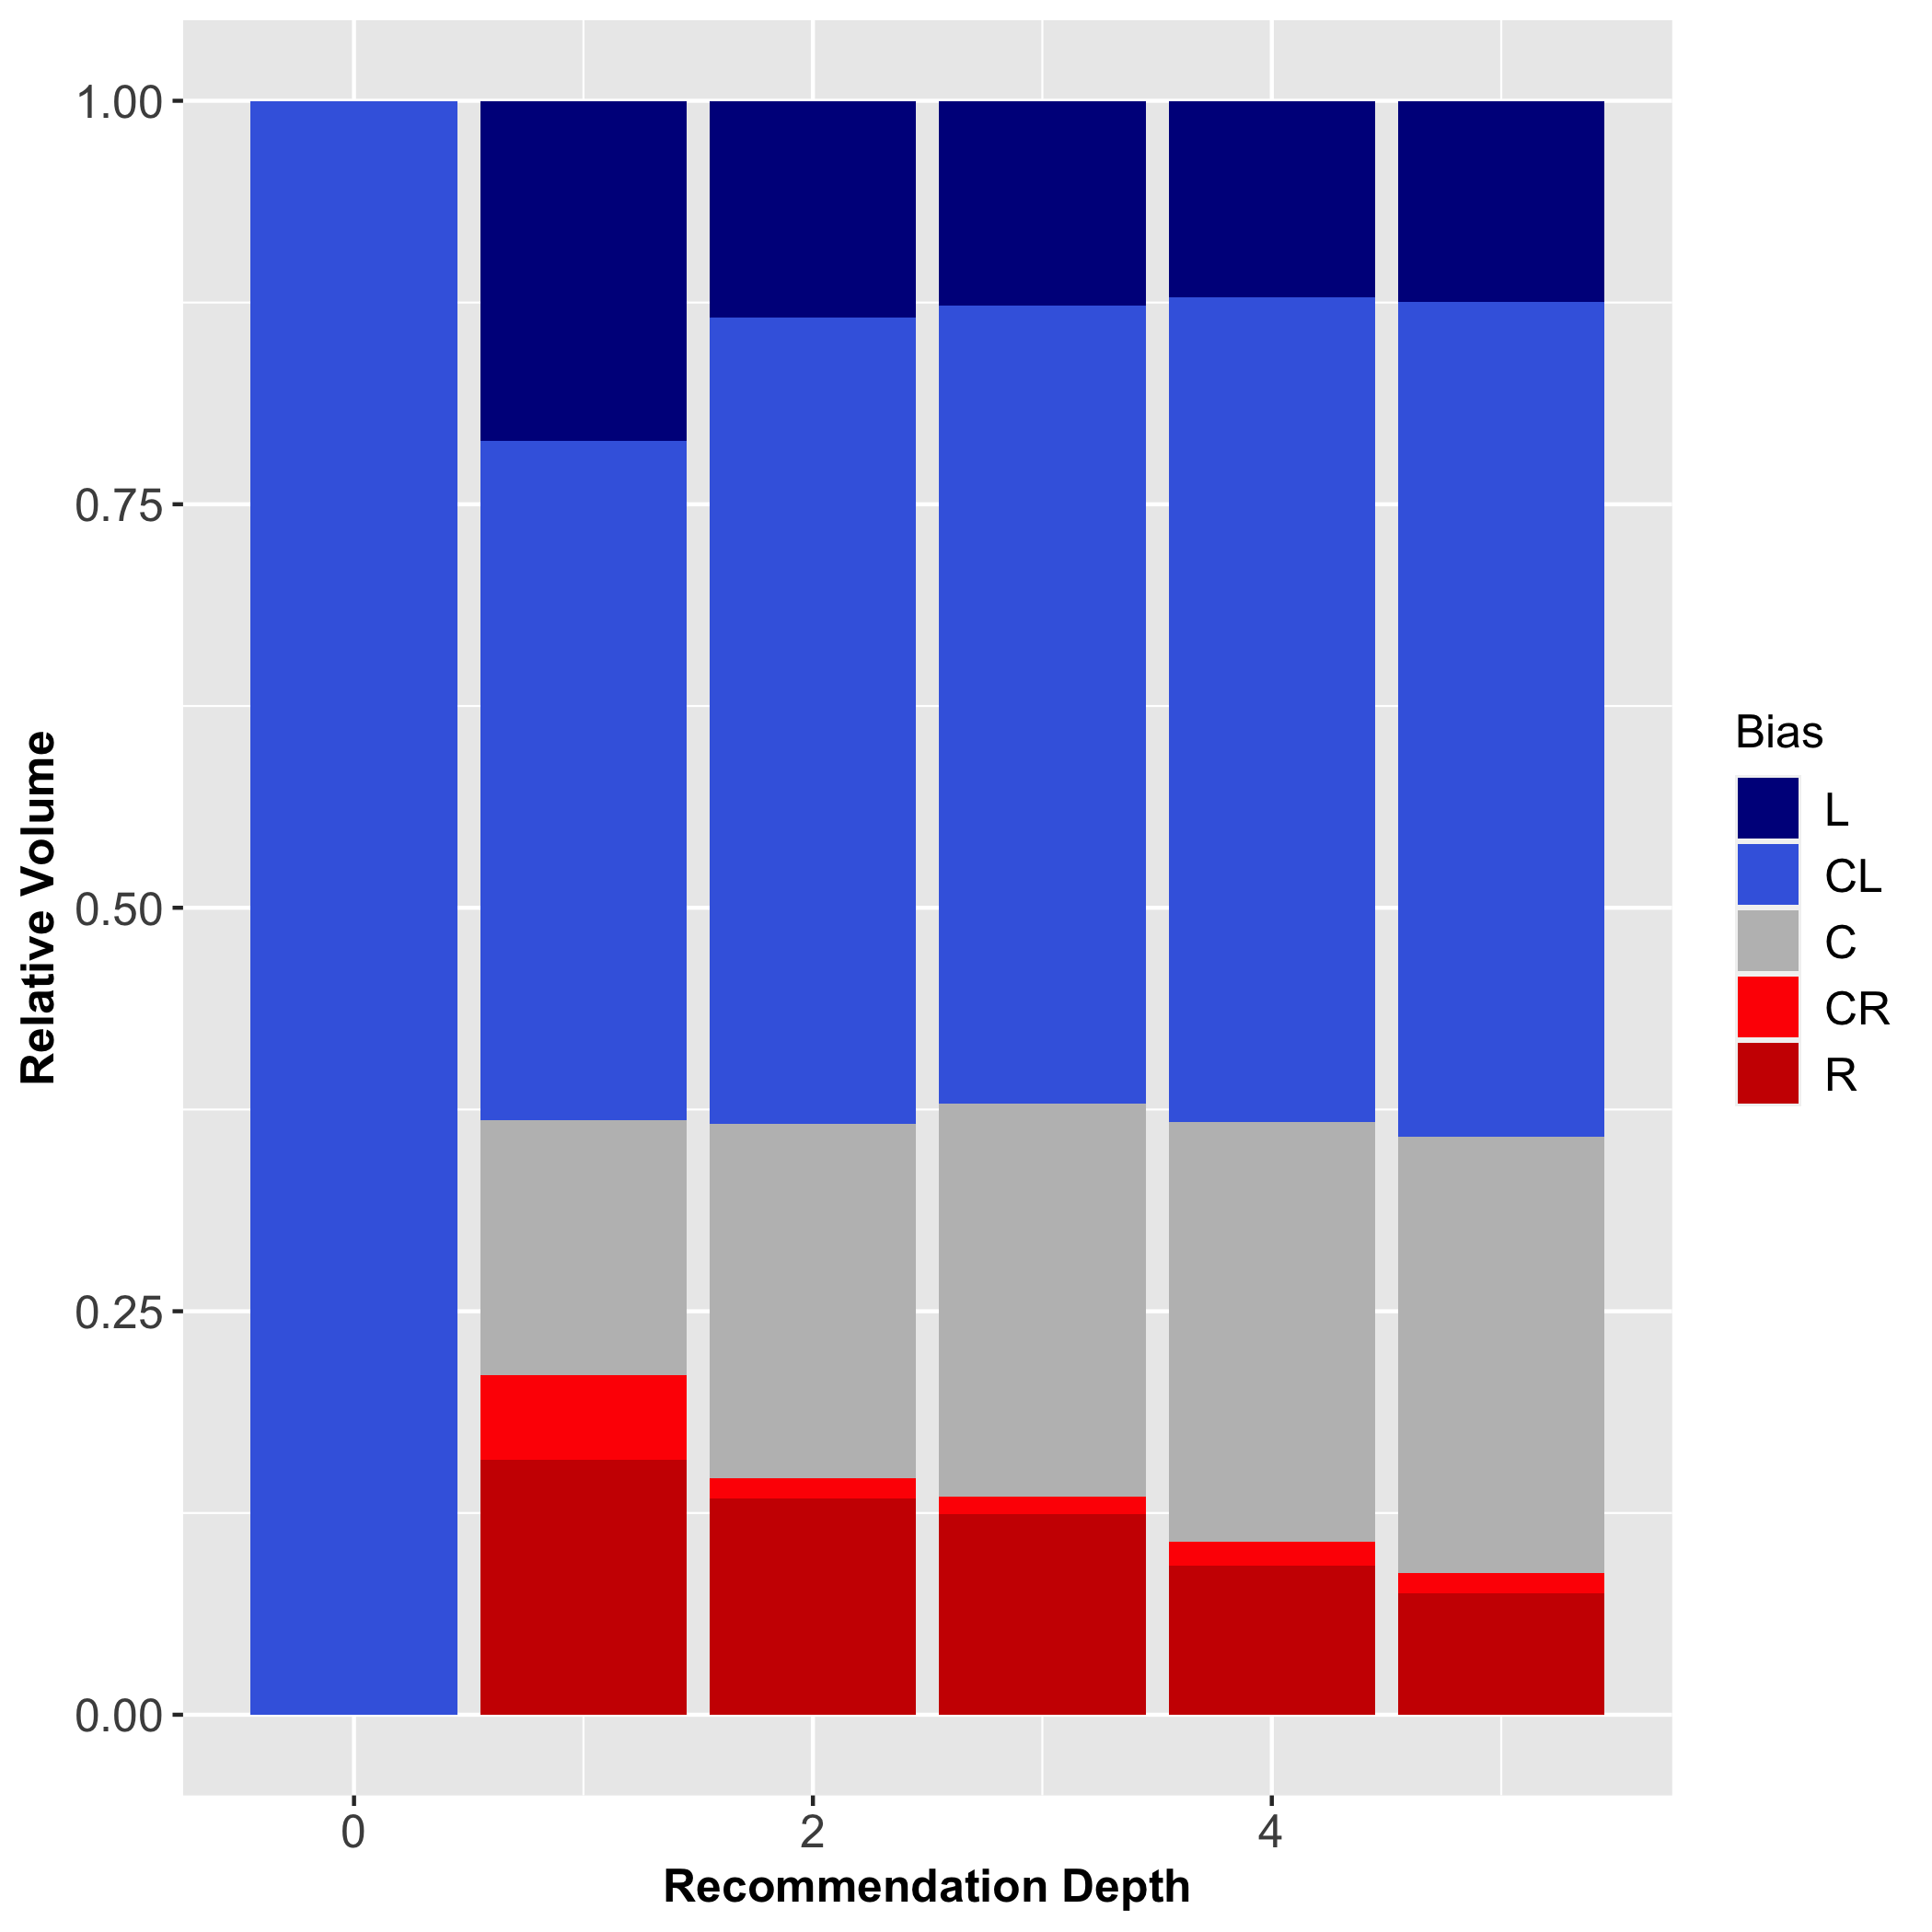 1.00
0.75
0.50
0.25
0.00
Relative Volume
0
2
4
Recommendation Depth
Bias
L
CL
C
CR
R